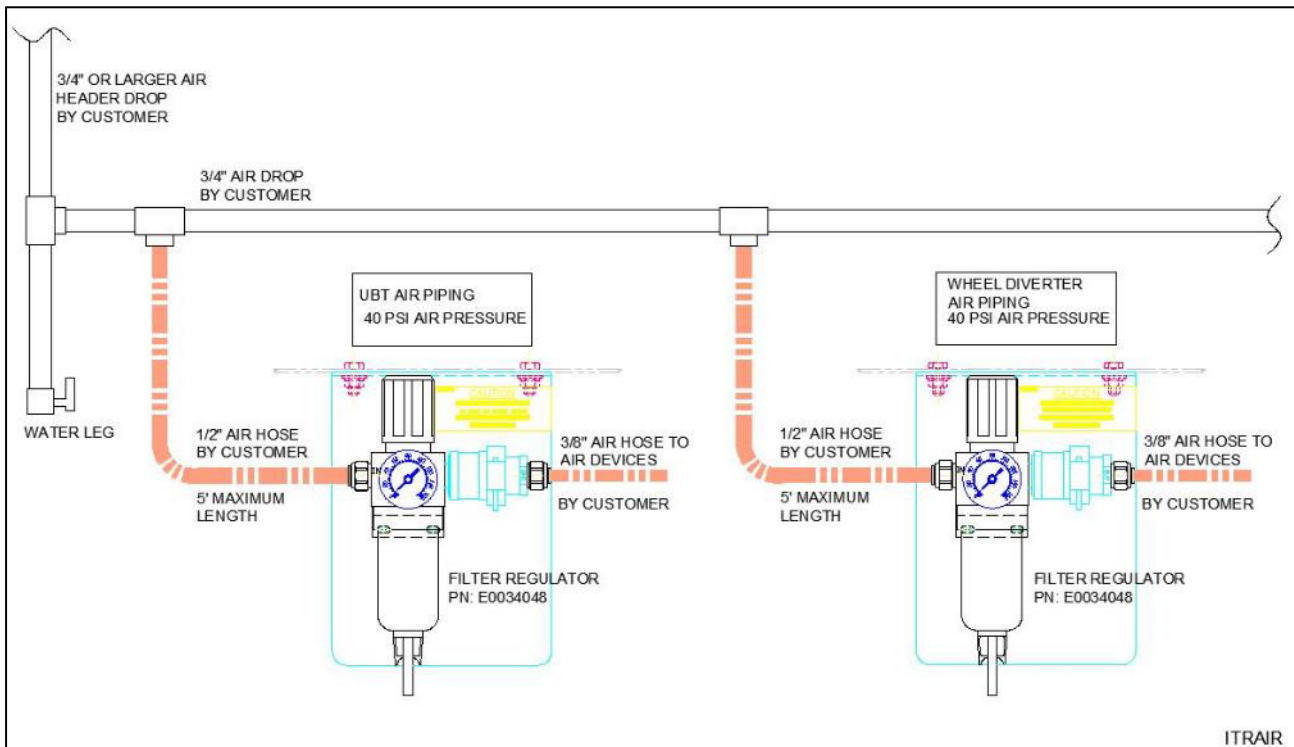 3/4" OR LARGER AIR
HEADER DROP
BY CUSTOMER
3/4" AIR DROP
BY CUSTOMER
UBT AIR PIPING
40 PSI AIR PRESSURE
WHEEL DIVERTER
AIR PIPING
40 PSI AIR PRESSURE
WATER LEG
1/2" AIR HOSE
BY CUSTOMER
5' MAXIMUM
LENGTH
CAUTION
3/8" AIR HOSE TO
AIR DEVICES
BY CUSTOMER
FILTER REGULATOR
PN: E0034048
1/2" AIR HOSE
BY CUSTOMER
5' MAXIMUM
LENGTH
CAUTION
3/8" AIR HOSE TO
AIR DEVICES
BY CUSTOMER
FILTER REGULATOR
PN: E0034048
ITRAIR